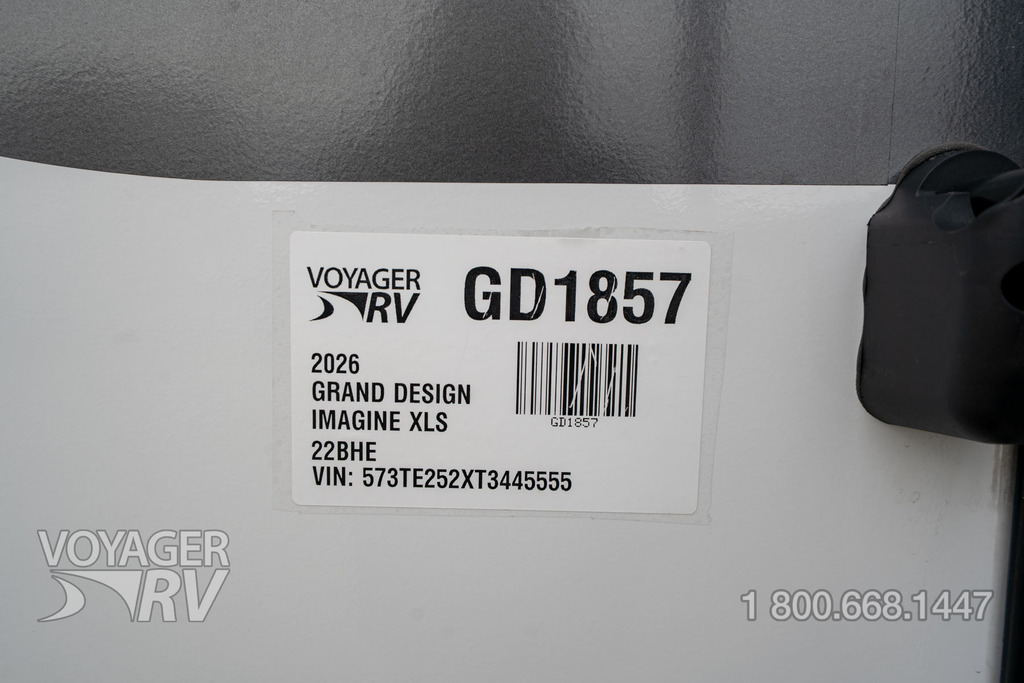 VOYAGER
RV
GD1857
2026
GRAND DESIGN
IMAGINE XLS
22BHE
VIN: 573TE252XT3445555
GD1857
VOYAGER
RV
1 800.668.1447